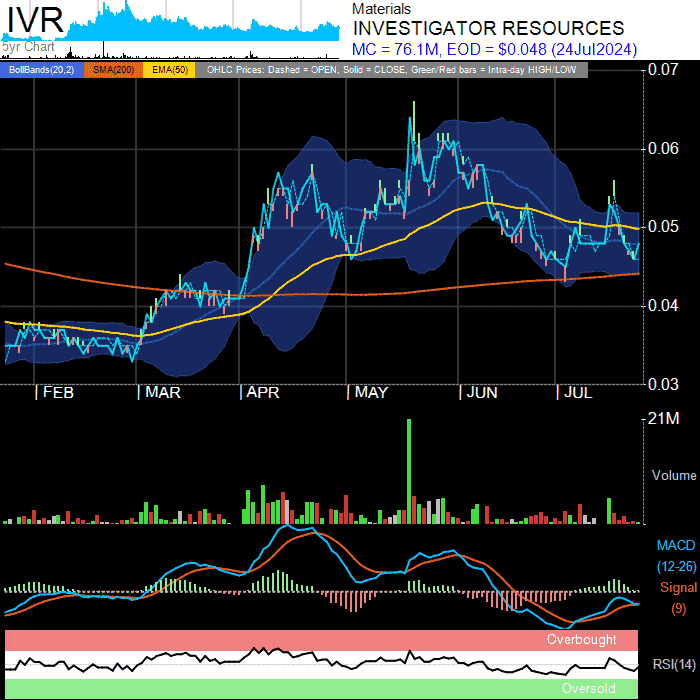 IVR
5yr Chart
Materials
INVESTIGATOR RESOURCES
MC = 76.1M, EOD = $0.048 (24Jul2024)
BollBands(20,2) SMA(200) EMA(50) OHLC Prices: Dashed = OPEN, Solid = CLOSE, Green/Red bars = Intra-day HIGH/LOW
0.07
0.06
0.05
0.04
0.03
FEB MAR APR MAY JUN JUL
21M
Volume
MACD
(12-26)
Signal
(9)
Overbought
RSI(14)
Oversold